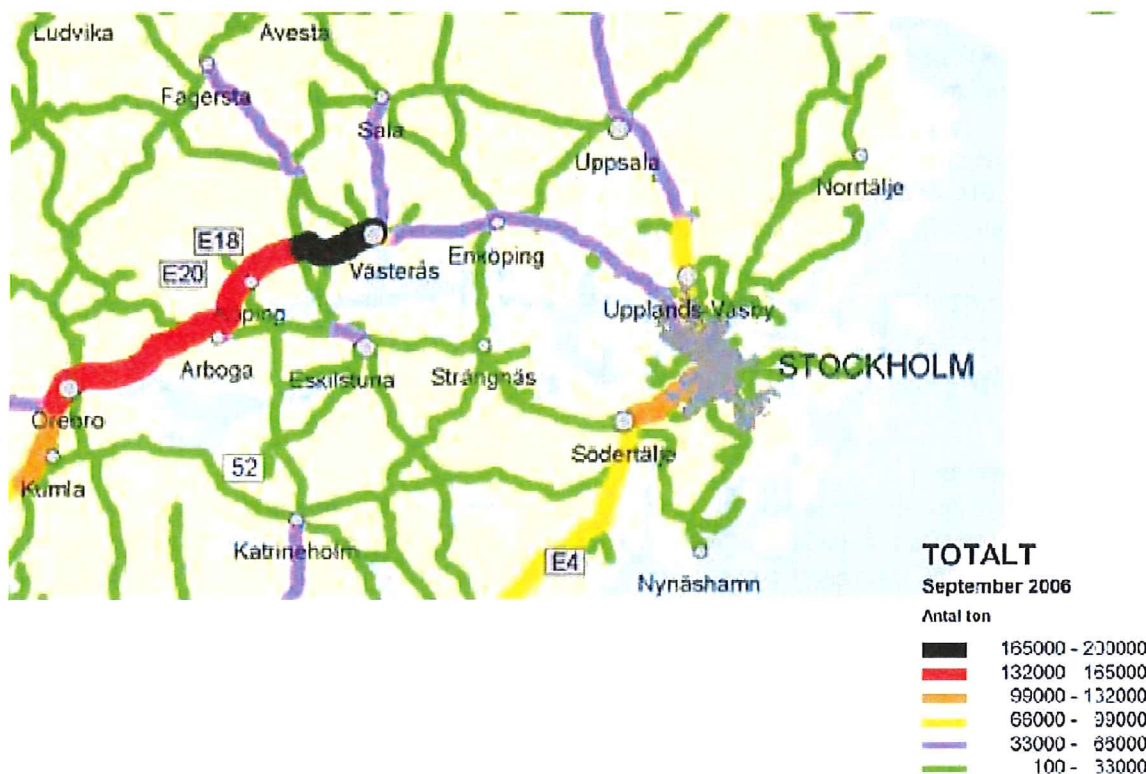 Ludvika
Avesta
Fagersta
Sala
Uppsala
Norrtälje
E18
E20
Västerås
Enköping
Köping
Upplands-Väsby
Arboga
Eskilstuna
Strängnäs
STOCKHOLM
Örebro
Södertälje
52
Kumla
Katrineholm
E4
Nynäshamn
TOTALT
September 2006
Antal ton
165000 - 200000
132000 165000
99000 - 132000
66000 - 99000
33000 - 66000
100 - 33000